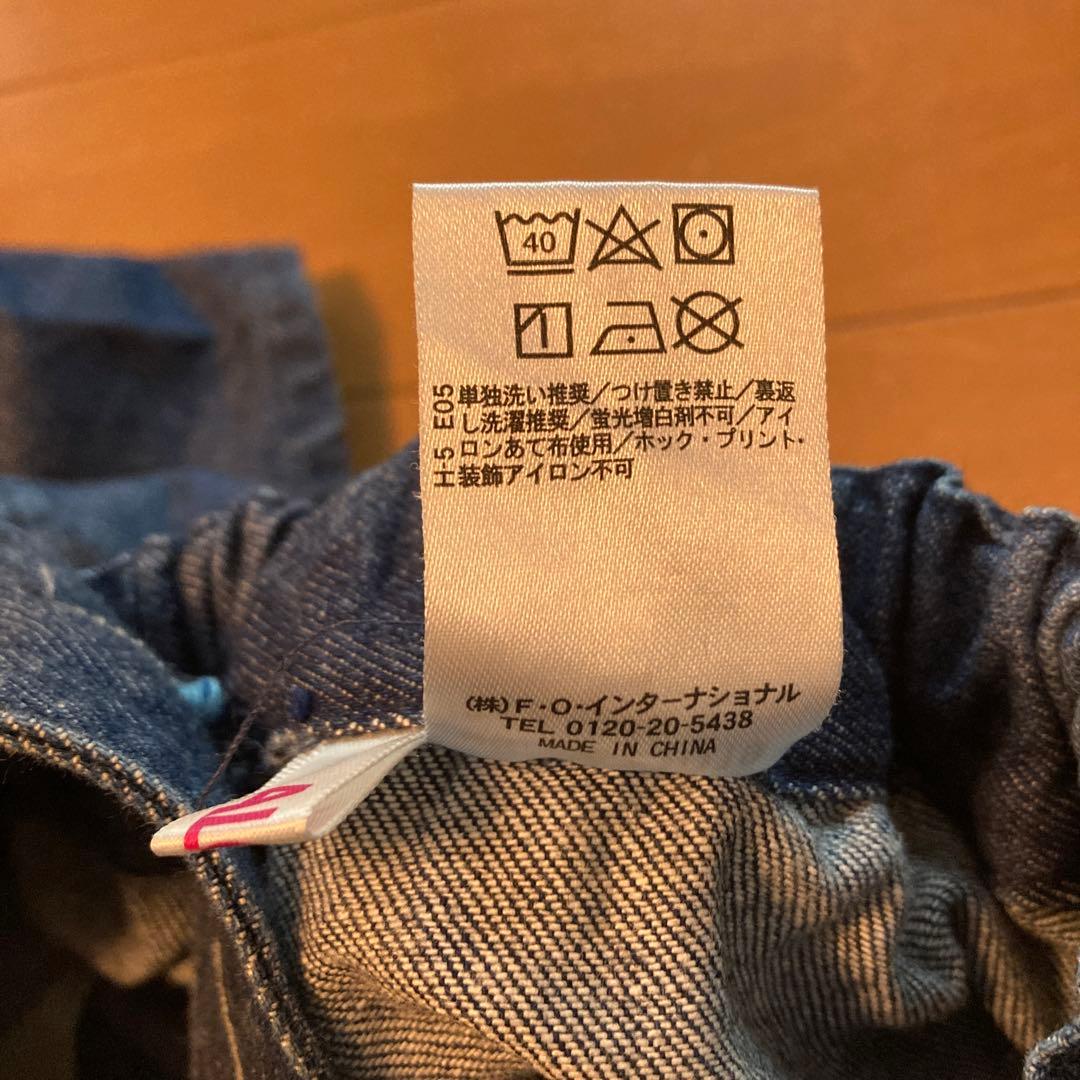 40
E05 単独洗い推奨/つけ置き禁止/裏返
し洗濯推奨/蛍光増白剤不可/アイ
H-5 ロンあて布使用/ホック・プリント・
装飾アイロン不可
(株)F・O・インターナショナル
TEL 0120-20-5438
MADE IN CHINA